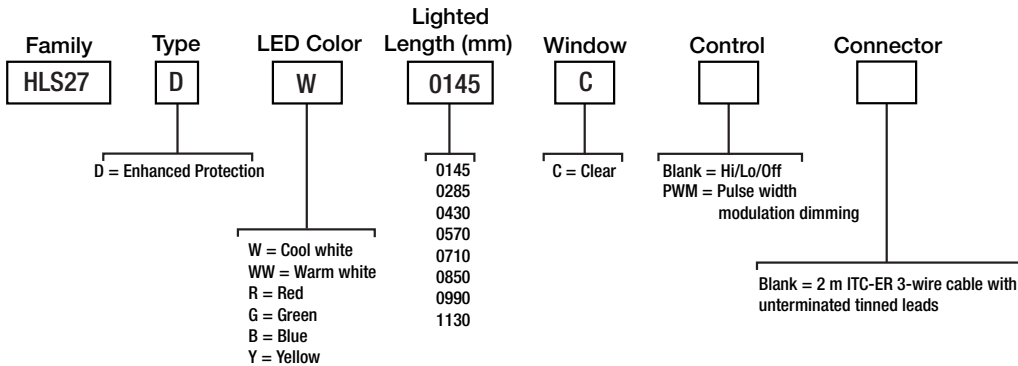 Family
Type
LED Color
Lighted
Length (mm)
Window
Control
Connector
HLS27
D
W
0145
C
D = Enhanced Protection
W = Cool white
WW = Warm white
R = Red
G = Green
B = Blue
Y = Yellow
0145
0285
0430
0570
0710
0850
0990
1130
C = Clear
Blank = Hi/Lo/Off
PWM = Pulse width
modulation dimming
Blank = 2 m ITC-ER 3-wire cable with
unterminated tinned leads